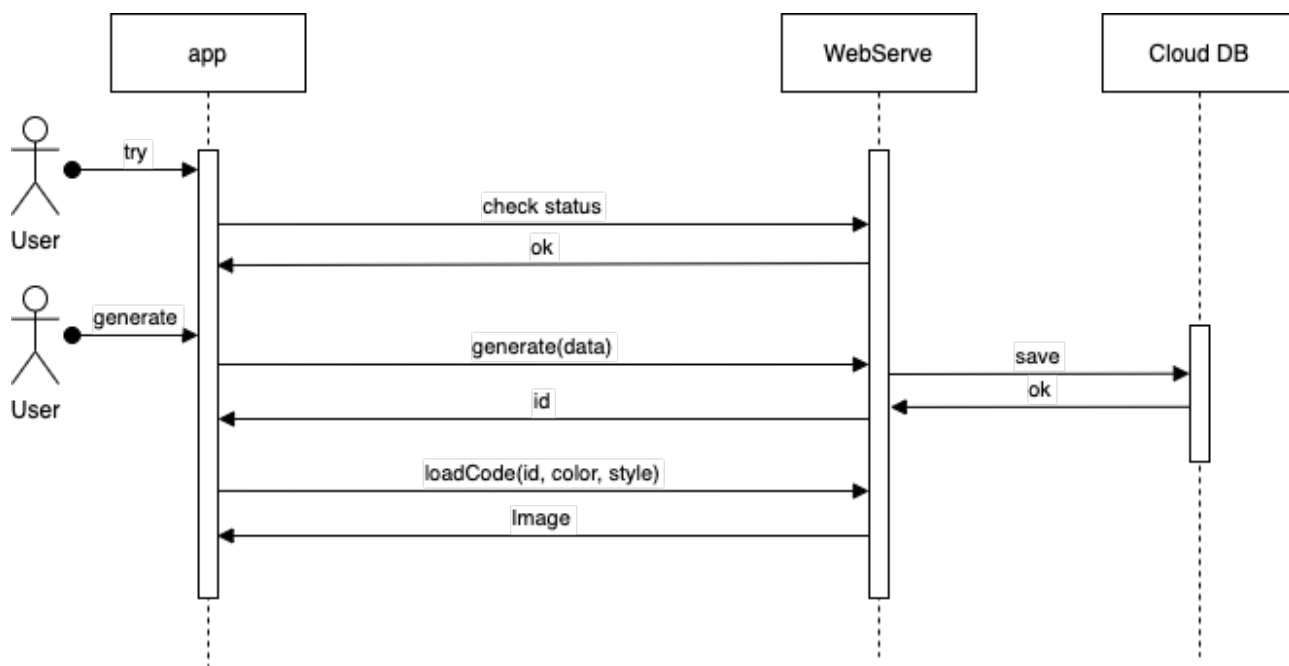 app
WebServe
Cloud DB
try
User
check status
ok
generate
User
generate(data)
save
ok
id
loadCode(id, color, style)
Image